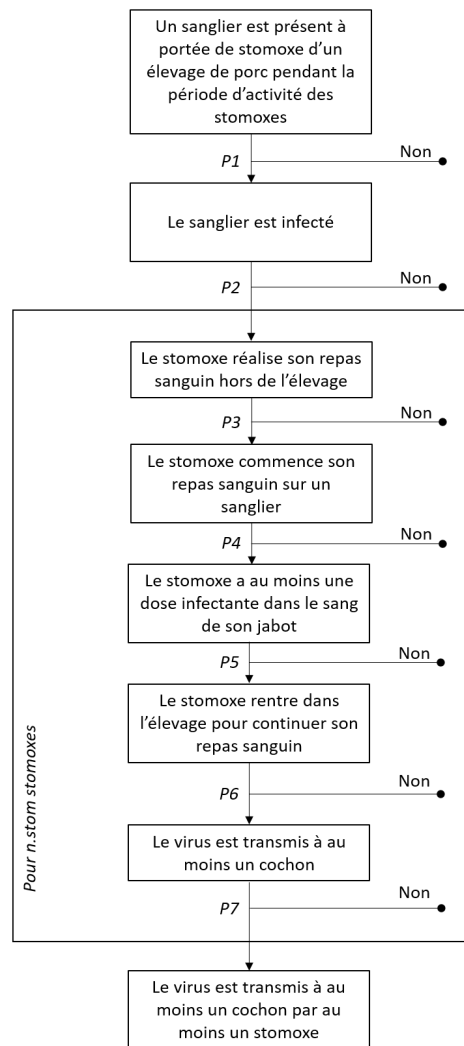 Un sanglier est présent à
portée de stomoxe d'un
élevage de porc pendant la
période d'activité des
stomoxes
P1
Non
Le sanglier est infecté
P2
Non
Le stomoxe réalise son repas
sanguin hors de l'élevage
P3
Non
Le stomoxe commence son
repas sanguin sur un
sanglier
P4
Non
Le stomoxe a au moins une
dose infectante dans le sang
de son jabot
P5
Non
Le stomoxe rentre dans
l'élevage pour continuer son
repas sanguin
P6
Non
Le virus est transmis à au
moins un cochon
P7
Non
Pour n.stom stomoxes
Le virus est transmis à au
moins un cochon par au
moins un stomoxe